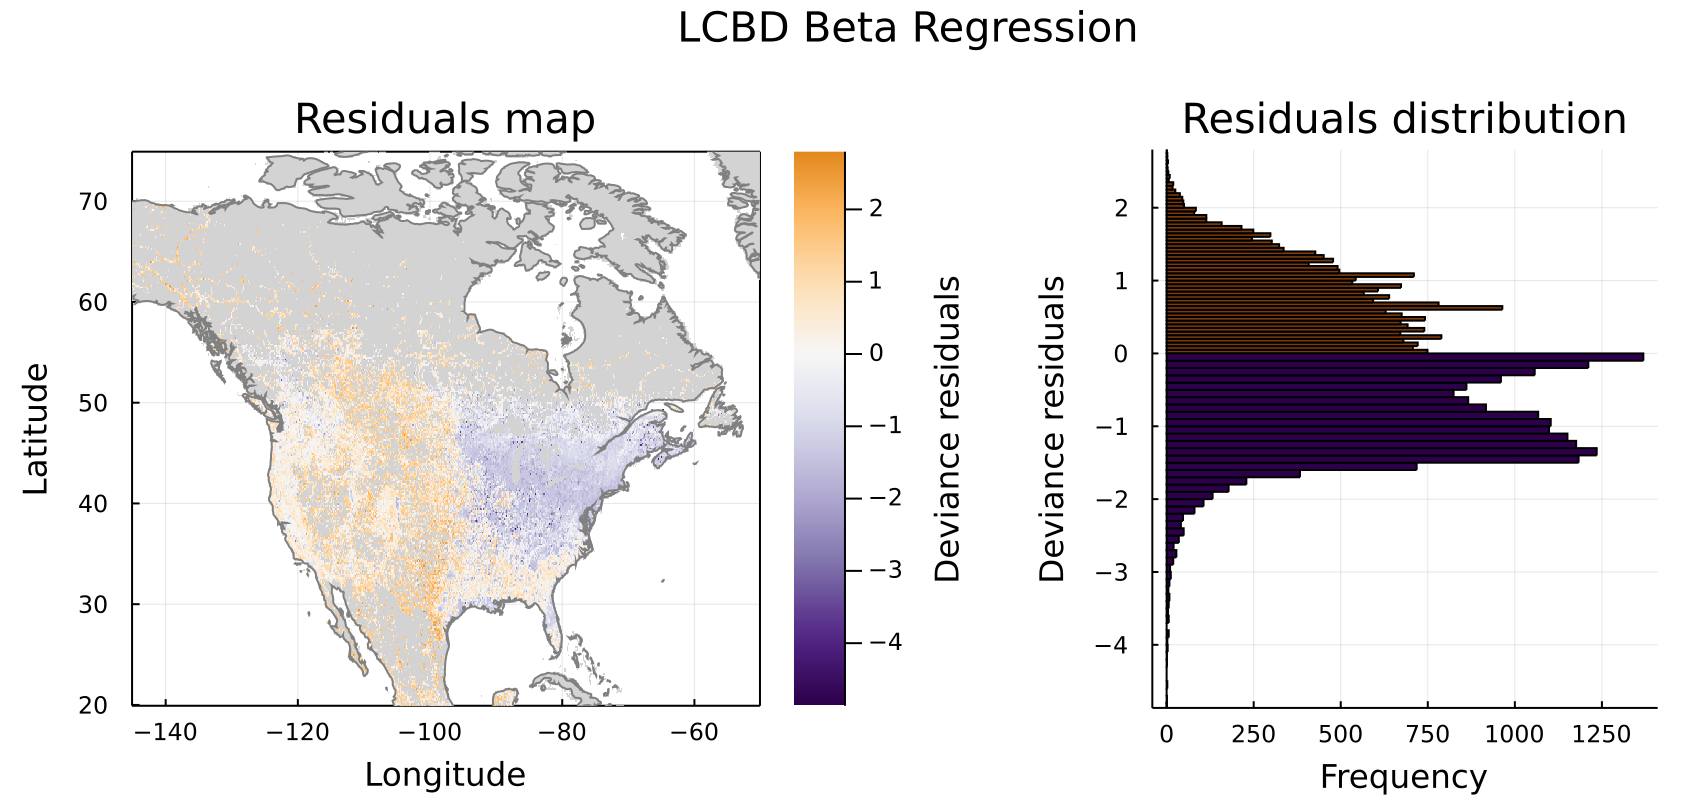 LCBD Beta Regression
Residuals map
Latitude
70
60
50
40
30
20
−140 −120 −100 −80 −60
Longitude
2
1
0
−1
−2
−3
−4
Deviance residuals
Residuals distribution
Deviance residuals
2
1
0
−1
−2
−3
−4
0 250 500 750 1000 1250
Frequency